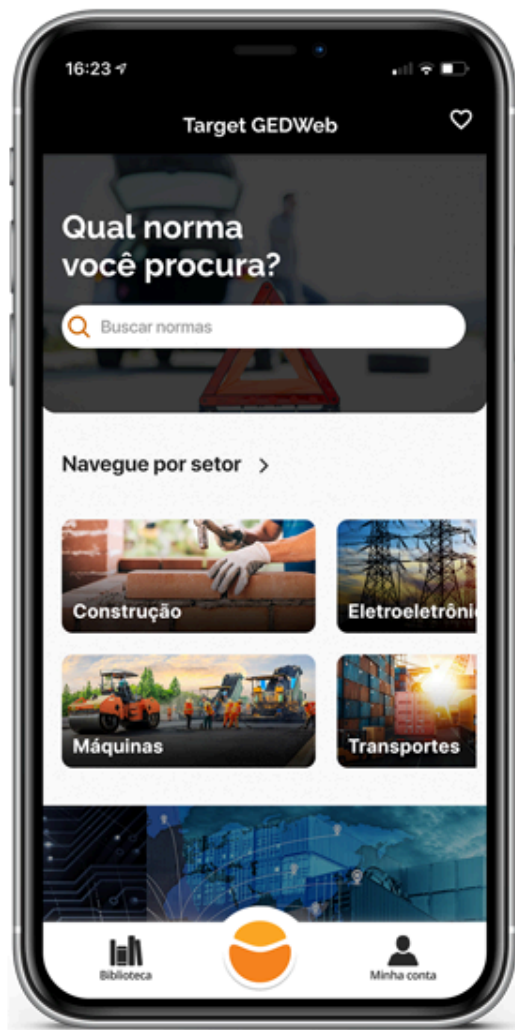 16:23
Target GEDWeb
Qual norma
você procura?
Buscar normas
Navegue por setor >
Construção
Eletroeletrôni
Máquinas
Transportes
Biblioteca
Minha conta